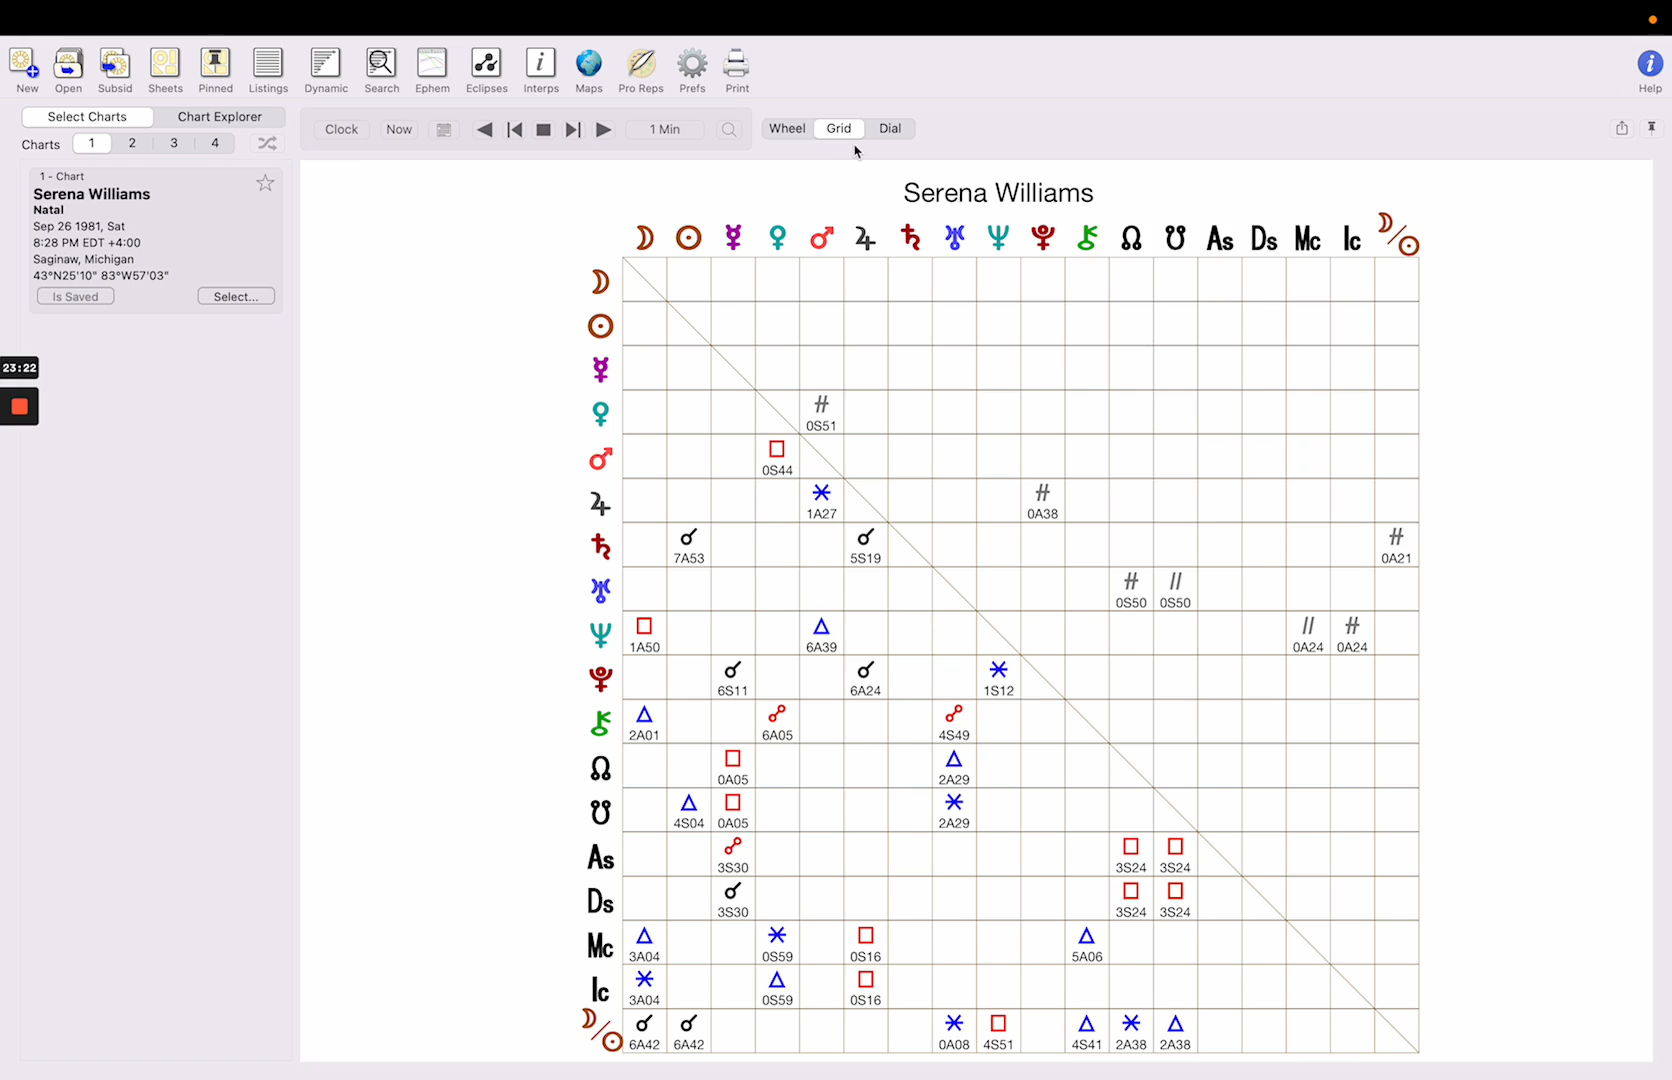 New Open Subsid Sheets Pinned Listings Dynamic Search Ephem Eclipses Interps Maps Pro Reps Prefs Print Help
Select Charts Chart Explorer
Charts 1 2 3 4
Clock Now 1 Min Wheel Grid Dial
1 - Chart
Serena Williams
Natal
Sep 26 1981, Sat
8:28 PM EDT +4:00
Saginaw, Michigan
43°N25'10" 83°W57'03"
Is Saved Select...
23:22
Serena Williams
☽ ☉ ☿ ♀ ♂ ♃ ♄ ♅ ♆ ♇ ⚷ ☊ ☋ As Ds Mc Ic ☽/☉
☽
☉
☿
♀ # 0S51
♂ □ 0S44
♃ ⚹ 1A27 # 0A38
♄ ☌ 7A53 ☌ 5S19 # 0A21
♅ # 0S50 // 0S50
♆ □ 1A50 △ 6A39 // 0A24 # 0A24
♇ ☌ 6S11 ☌ 6A24 ⚹ 1S12
⚷ △ 2A01 ☍ 6A05 ☍ 4S49
☊ □ 0A05 △ 2A29
☋ △ 4S04 □ 0A05 ⚹ 2A29
As ☍ 3S30 □ 3S24 □ 3S24
Ds ☌ 3S30 □ 3S24 □ 3S24
Mc △ 3A04 ⚹ 0S59 □ 0S16 △ 5A06
Ic ⚹ 3A04 △ 0S59 □ 0S16
☽/☉ ☌ 6A42 ☌ 6A42 ⚹ 0A08 □ 4S51 △ 4S41 ⚹ 2A38 △ 2A38